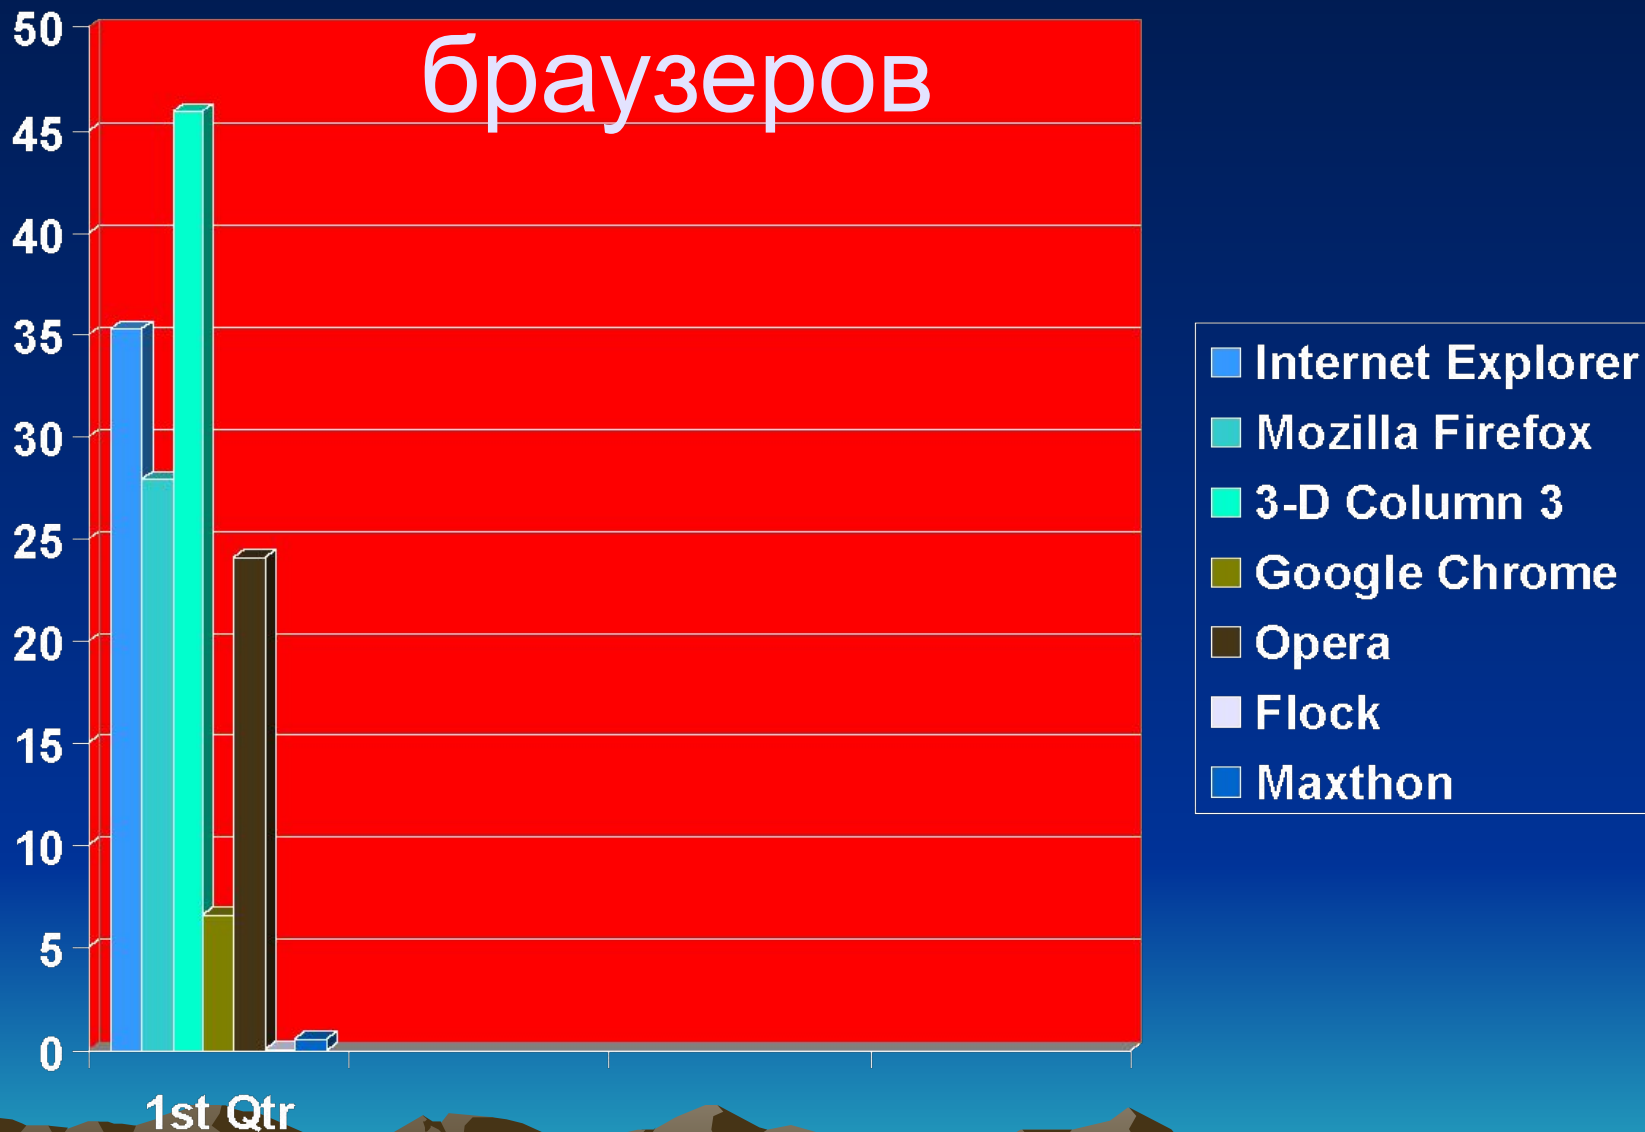 браузеров
50
45
40
35
30
25
20
15
10
5
0
1st Qtr
Internet Explorer
Mozilla Firefox
3-D Column 3
Google Chrome
Opera
Flock
Maxthon